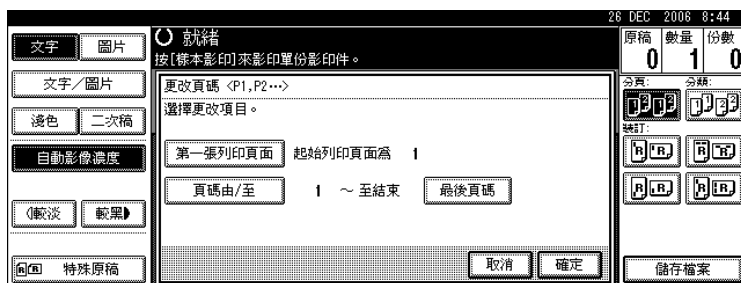 26 DEC 2006 8:44
文字 圖片
文字／圖片
淺色 二次稿
自動影像濃度
較淡 較黑
特殊原稿
就緒
按[樣本影印]來影印單份影印件。
更改頁碼 <P1,P2…>
選擇更改項目。
第一張列印頁面 起始列印頁面為 1
頁碼由/至 1 ～至結束 最後頁碼
取消 確定
原稿 數量 份數
0 1 0
分頁: 分類:
裝訂:
儲存檔案